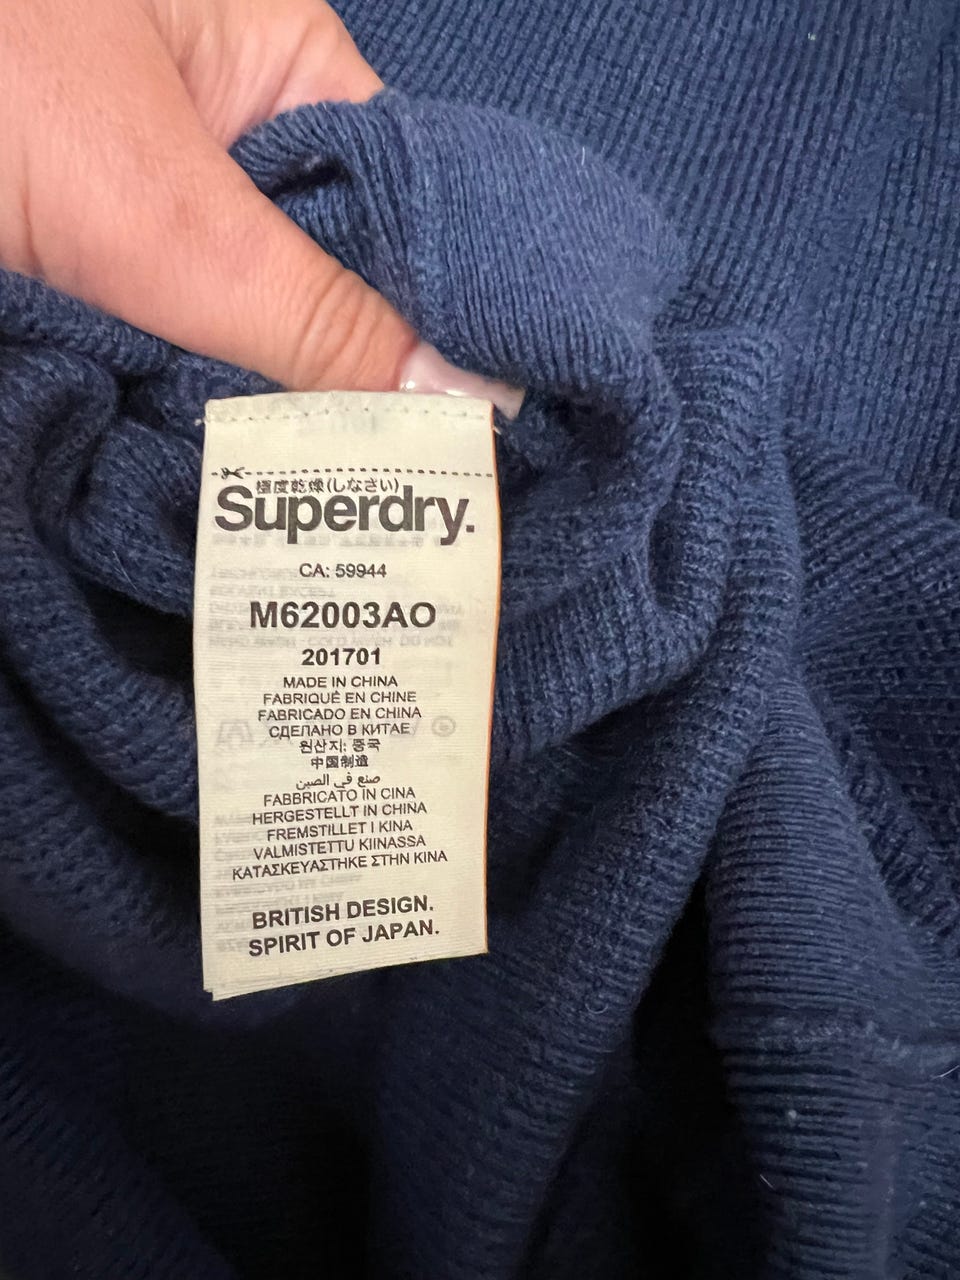 極度乾燥(しなさい)
Superdry.
CA: 59944
M62003AO
201701
MADE IN CHINA
FABRIQUÉ EN CHINE
FABRICADO EN CHINA
СДЕЛАНО В КИТАЕ
원산지: 중국
中国制造
صنع في الصين
FABBRICATO IN CINA
HERGESTELLT IN CHINA
FREMSTILLET I KINA
VALMISTETTU KIINASSA
ΚΑΤΑΣΚΕΥΑΣΤΗΚΕ ΣΤΗΝ ΚΙΝΑ
BRITISH DESIGN.
SPIRIT OF JAPAN.